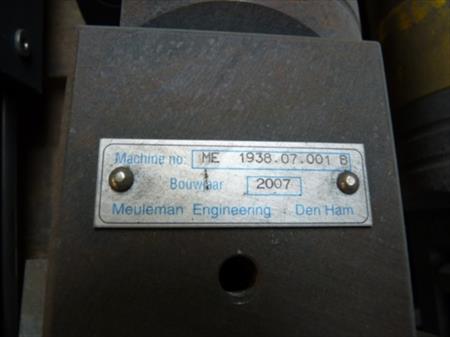 Machine no: ME 1938.07.001 B
Bouwjaar 2007
Meuleman Engineering Den Ham